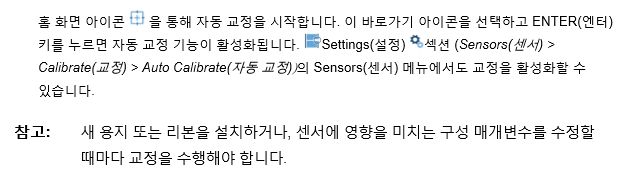 홈 화면 아이콘 을 통해 자동 교정을 시작합니다. 이 바로가기 아이콘을 선택하고 ENTER(엔터)
키를 누르면 자동 교정 기능이 활성화됩니다. Settings(설정) 섹션 (Sensors(센서) >
Calibrate(교정) > Auto Calibrate(자동 교정))의 Sensors(센서) 메뉴에서도 교정을 활성화할 수
있습니다.
참고: 새 용지 또는 리본을 설치하거나, 센서에 영향을 미치는 구성 매개변수를 수정할
때마다 교정을 수행해야 합니다.